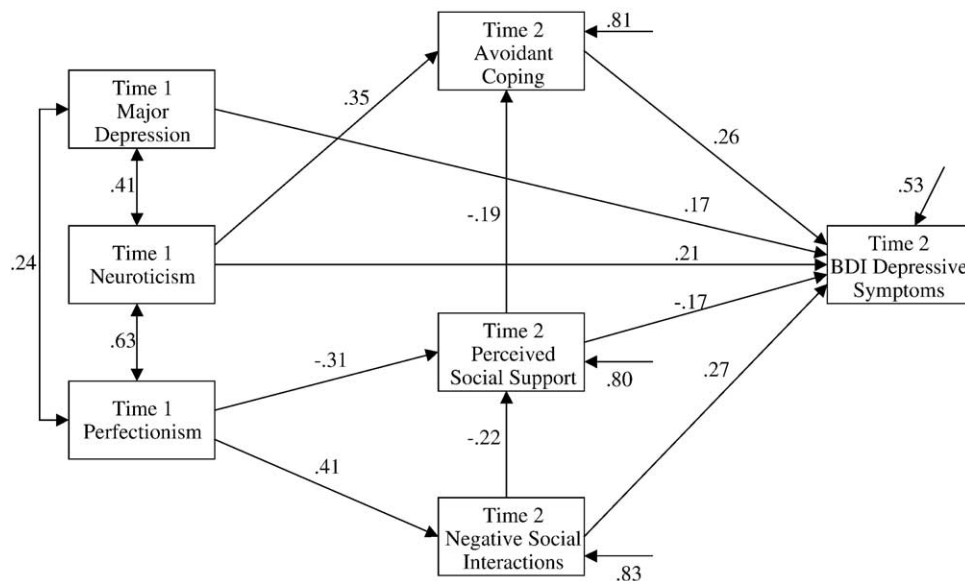 Time 2
Avoidant
Coping
.81
Time 1
Major
Depression
.35
.26
.41
-.19
.17
.53
.24
Time 1
Neuroticism
.21
Time 2
BDI Depressive
Symptoms
.63
-.31
Time 2
Perceived
Social Support
-.17
.80
Time 1
Perfectionism
.27
.41
-.22
Time 2
Negative Social
Interactions
.83